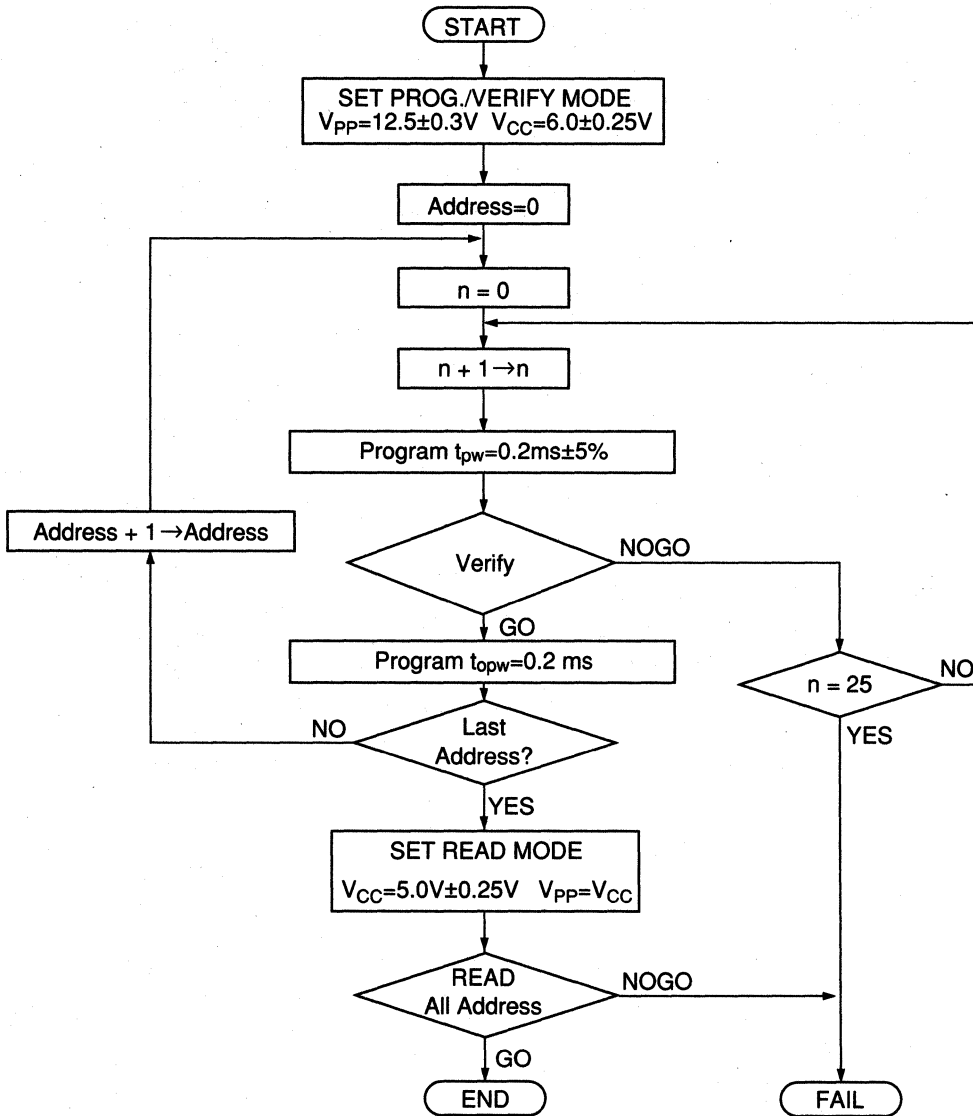 START
SET PROG./VERIFY MODE
VPP=12.5±0.3V VCC=6.0±0.25V
Address=0
n = 0
n + 1→n
Program tpw=0.2ms±5%
Address + 1→Address
Verify
NOGO
GO
Program topw=0.2 ms
n = 25
NO
YES
NO
Last
Address?
YES
SET READ MODE
VCC=5.0V±0.25V VPP=VCC
READ
All Address
NOGO
GO
END
FAIL